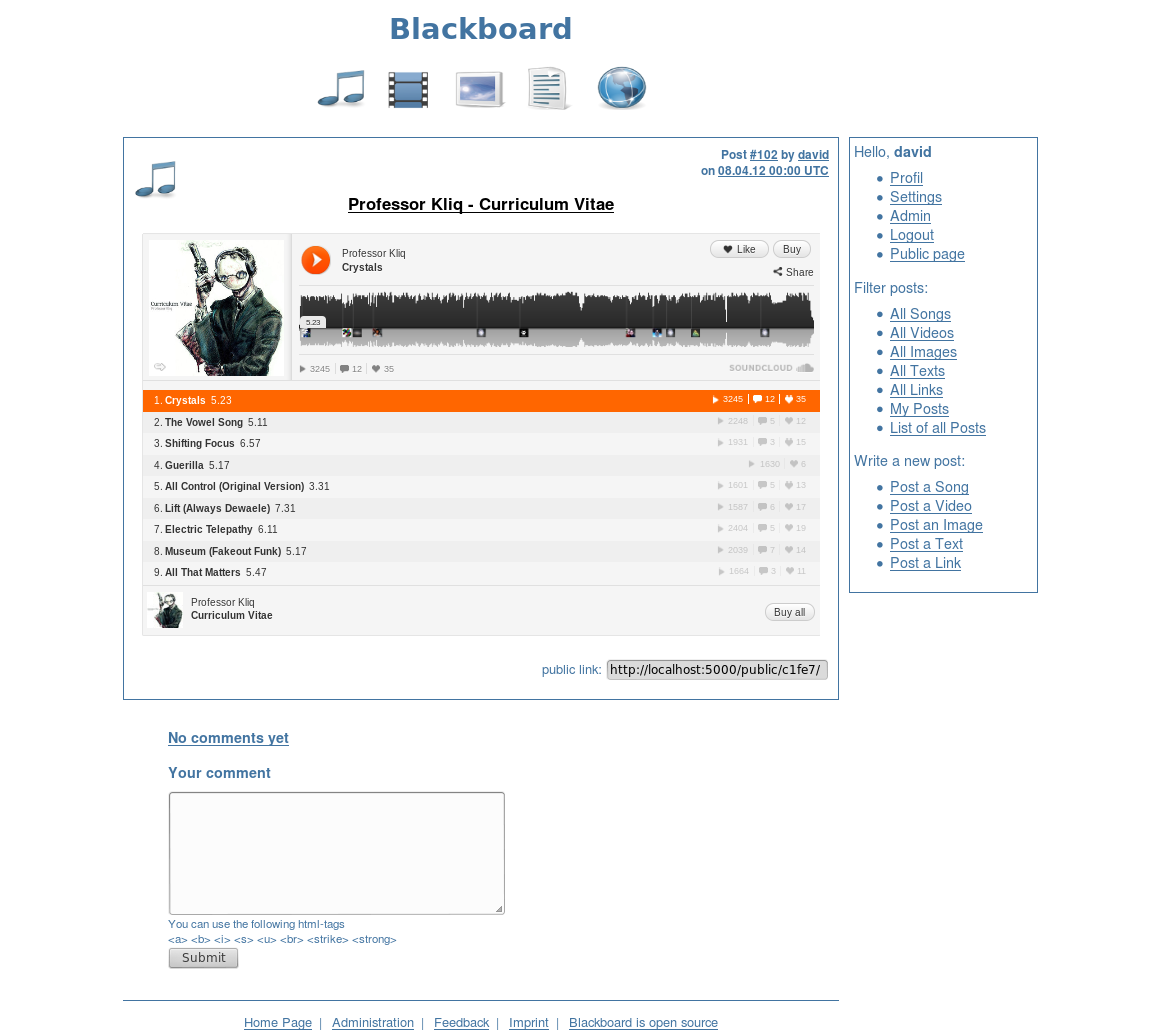 Blackboard
Post #102 by david
on 08.04.12 00:00 UTC
Professor Kliq - Curriculum Vitae
Curriculum Vitae
Professor Kliq
Professor Kliq
Crystals
Like
Buy
Share
5.23
3245 12 35
SOUNDCLOUD
1. Crystals 5.23 3245 12 35
2. The Vowel Song 5.11 2248 5 12
3. Shifting Focus 6.57 1931 3 15
4. Guerilla 5.17 1630 6
5. All Control (Original Version) 3.31 1601 5 13
6. Lift (Always Dewaele) 7.31 1587 6 17
7. Electric Telepathy 6.11 2404 5 19
8. Museum (Fakeout Funk) 5.17 2039 7 14
9. All That Matters 5.47 1664 3 11
Professor Kliq
Curriculum Vitae
Buy all
public link: http://localhost:5000/public/c1fe7/
Hello, david
Profil
Settings
Admin
Logout
Public page
Filter posts:
All Songs
All Videos
All Images
All Texts
All Links
My Posts
List of all Posts
Write a new post:
Post a Song
Post a Video
Post an Image
Post a Text
Post a Link
No comments yet
Your comment
You can use the following html-tags
<a> <b> <i> <s> <u> <br> <strike> <strong>
Submit
Home Page | Administration | Feedback | Imprint | Blackboard is open source